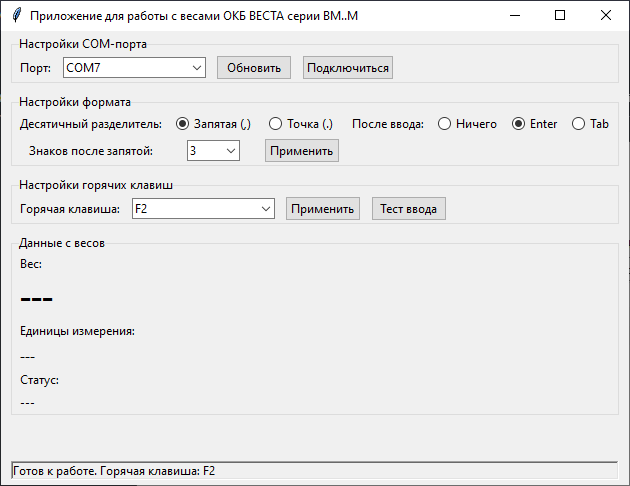 Приложение для работы с весами ОКБ ВЕСТА серии ВМ..М
Настройки COM-порта
Порт: COM7 Обновить Подключиться
Настройки формата
Десятичный разделитель: Запятая (,) Точка (.) После ввода: Ничего Enter Tab
Знаков после запятой: 3 Применить
Настройки горячих клавиш
Горячая клавиша: F2 Применить Тест ввода
Данные с весов
Вес:
---
Единицы измерения:
---
Статус:
---
Готов к работе. Горячая клавиша: F2